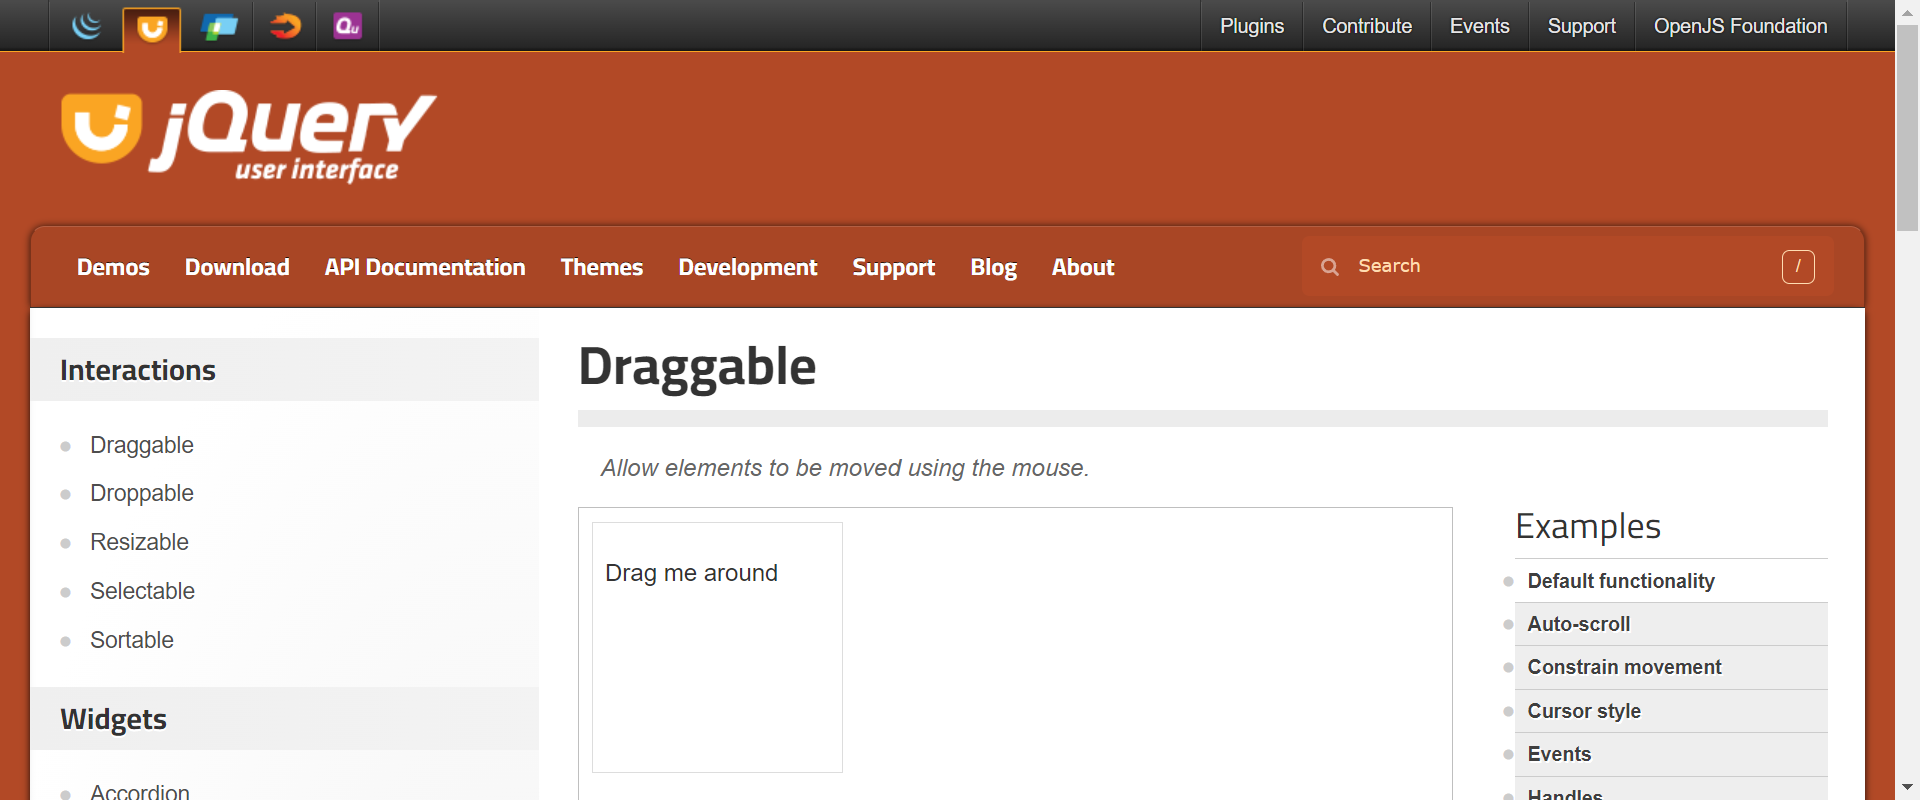 Qu
Plugins Contribute Events Support OpenJS Foundation
jQuery
user interface
Demos Download API Documentation Themes Development Support Blog About Search /
Interactions
Draggable
Droppable
Resizable
Selectable
Sortable
Widgets
Accordion
Draggable
Allow elements to be moved using the mouse.
Drag me around
Examples
Default functionality
Auto-scroll
Constrain movement
Cursor style
Events
Handles